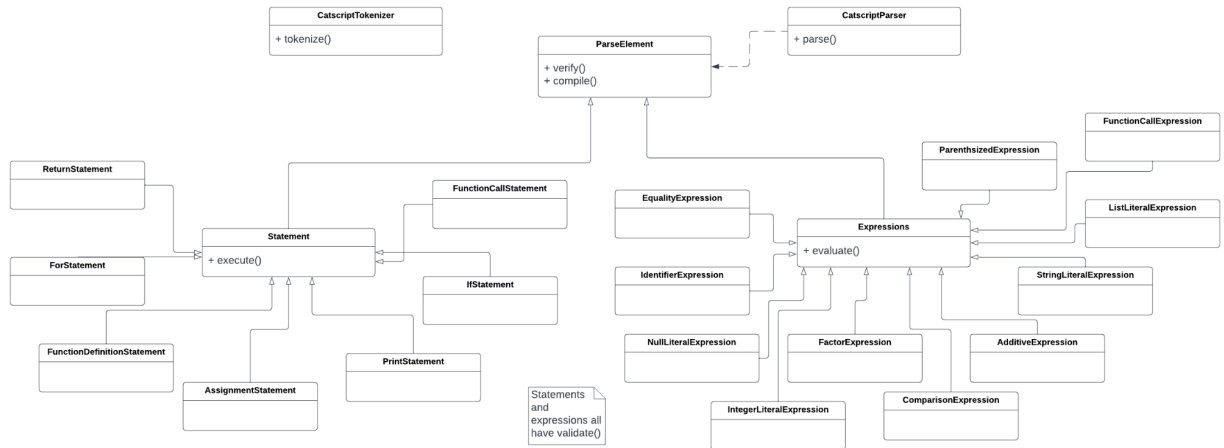 CatscriptTokenizer
+ tokenize()
CatscriptParser
+ parse()
ParseElement
+ verify()
+ compile()
FunctionCallExpression
ParenthsizedExpression
ReturnStatement
FunctionCallStatement
EqualityExpression
ListLiteralExpression
Statement
+ execute()
Expressions
+ evaluate()
ForStatement
IfStatement
IdentifierExpression
StringLiteralExpression
FunctionDefinitionStatement
PrintStatement
NullLiteralExpression
FactorExpression
AdditiveExpression
AssignmentStatement
Statements
and
expressions all
have validate()
IntegerLiteralExpression
ComparisonExpression